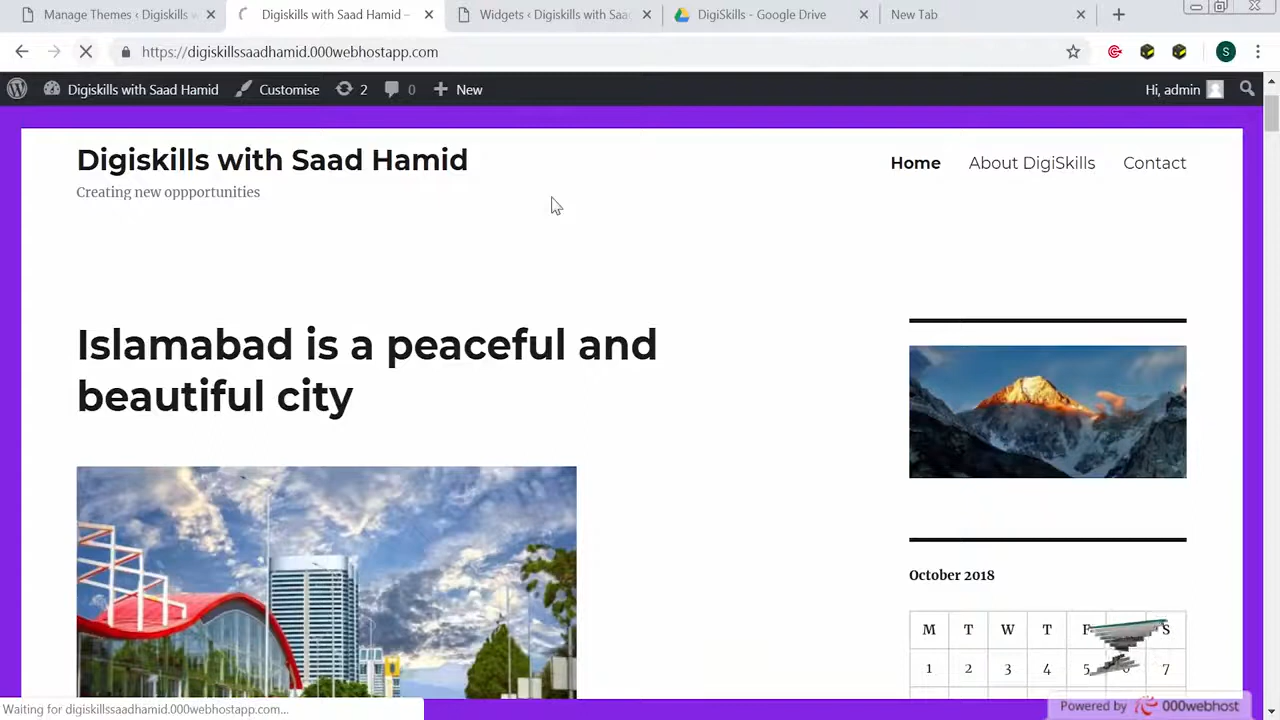 Manage Themes ‹ Digiskills w
Digiskills with Saad Hamid –
Widgets ‹ Digiskills with Saad
DigiSkills - Google Drive
New Tab
https://digiskillssaadhamid.000webhostapp.com
S
Digiskills with Saad Hamid
Customise
2
0
New
Hi, admin
Digiskills with Saad Hamid
Creating new oppportunities
Home
About DigiSkills
Contact
Islamabad is a peaceful and
beautiful city
October 2018
M T W T F S
1 2 3 4 5 7
Waiting for digiskillssaadhamid.000webhostapp.com...
Powered by 000webhost